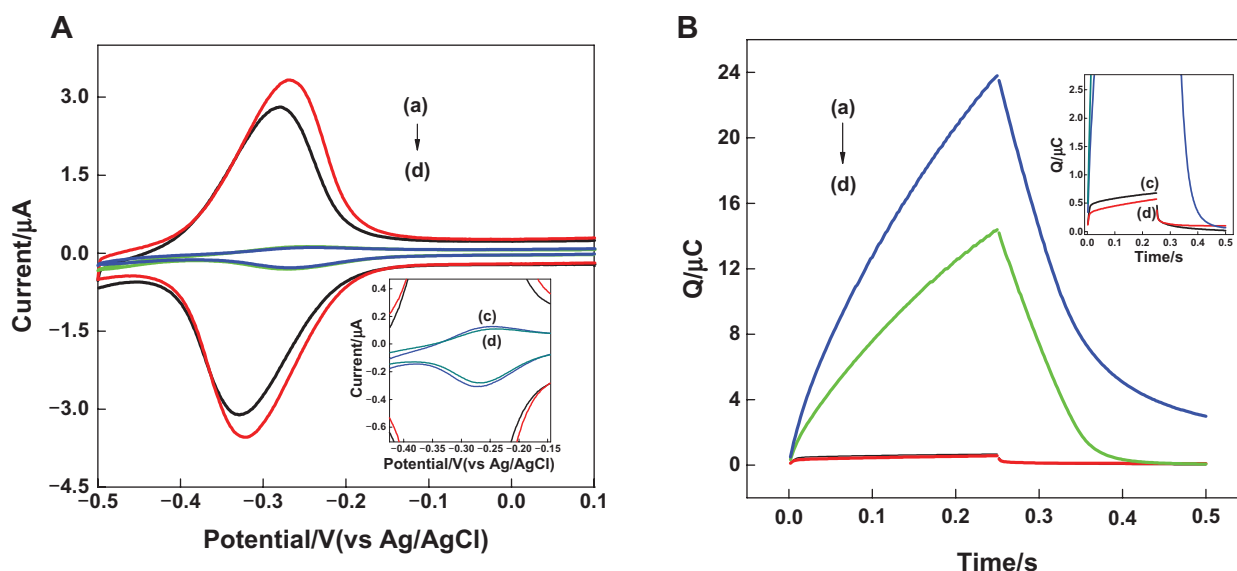 A
3.0
1.5
0.0
−1.5
−3.0
−4.5
Current/μA
−0.5
−0.4
−0.3
−0.2
−0.1
0.0
0.1
Potential/V(vs Ag/AgCl)
(a)
(d)
0.4
0.2
0.0
−0.2
−0.4
−0.6
Current/μA
(c)
(d)
−0.40
−0.35
−0.30
−0.25
−0.20
−0.15
Potential/V(vs Ag/AgCl)
B
24
20
16
12
8
4
0
Q/μC
0.0
0.1
0.2
0.3
0.4
0.5
Time/s
(a)
(d)
2.5
2.0
1.5
1.0
0.5
0.0
Q/μC
(c)
(d)
0.0
0.1
0.2
0.3
0.4
0.5
Time/s